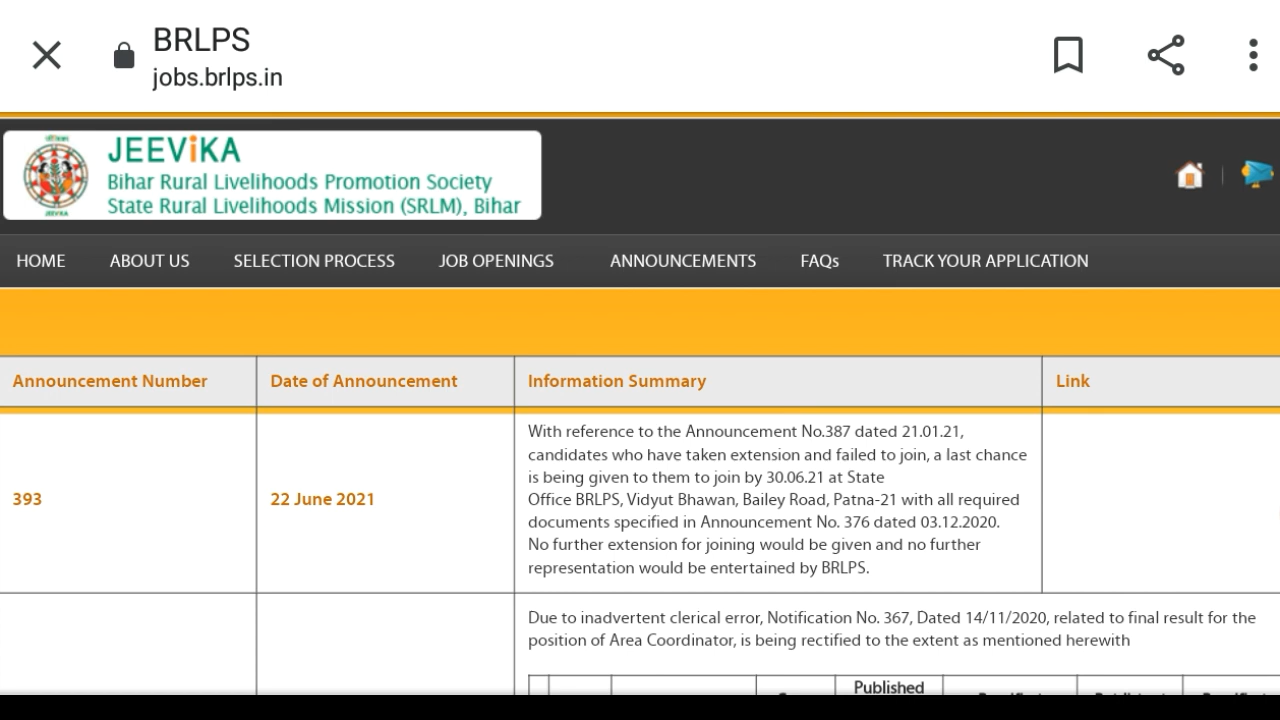 BRLPS
jobs.brlps.in
JEEViKA
Bihar Rural Livelihoods Promotion Society
State Rural Livelihoods Mission (SRLM), Bihar
HOME ABOUT US SELECTION PROCESS JOB OPENINGS ANNOUNCEMENTS FAQs TRACK YOUR APPLICATION
Announcement Number Date of Announcement Information Summary Link
393
22 June 2021
With reference to the Announcement No.387 dated 21.01.21,
candidates who have taken extension and failed to join, a last chance
is being given to them to join by 30.06.21 at State
Office BRLPS, Vidyut Bhawan, Bailey Road, Patna-21 with all required
documents specified in Announcement No. 376 dated 03.12.2020.
No further extension for joining would be given and no further
representation would be entertained by BRLPS.
Due to inadvertent clerical error, Notification No. 367, Dated 14/11/2020, related to final result for the
position of Area Coordinator, is being rectified to the extent as mentioned herewith
Published